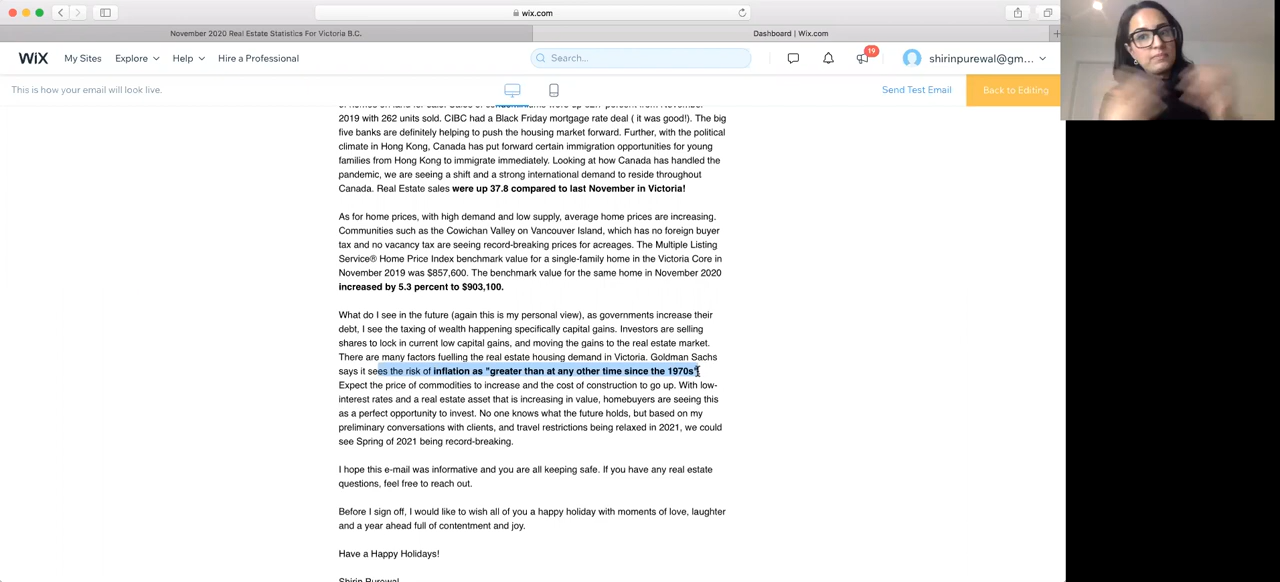 wix.com
November 2020 Real Estate Statistics For Victoria B.C.
Dashboard | Wix.com
WiX
My Sites
Explore
Help
Hire a Professional
Search...
19
shirinpurewal@gm...
This is how your email will look live.
Send Test Email
Back to Editing
2019 with 262 units sold. CIBC had a Black Friday mortgage rate deal ( it was good!). The big
five banks are definitely helping to push the housing market forward. Further, with the political
climate in Hong Kong, Canada has put forward certain immigration opportunities for young
families from Hong Kong to immigrate immediately. Looking at how Canada has handled the
pandemic, we are seeing a shift and a strong international demand to reside throughout
Canada. Real Estate sales were up 37.8 compared to last November in Victoria!
As for home prices, with high demand and low supply, average home prices are increasing.
Communities such as the Cowichan Valley on Vancouver Island, which has no foreign buyer
tax and no vacancy tax are seeing record-breaking prices for acreages. The Multiple Listing
Service® Home Price Index benchmark value for a single-family home in the Victoria Core in
November 2019 was $857,600. The benchmark value for the same home in November 2020
increased by 5.3 percent to $903,100.
What do I see in the future (again this is my personal view), as governments increase their
debt, I see the taxing of wealth happening specifically capital gains. Investors are selling
shares to lock in current low capital gains, and moving the gains to the real estate market.
There are many factors fuelling the real estate housing demand in Victoria. Goldman Sachs
says it sees the risk of inflation as "greater than at any other time since the 1970s"
Expect the price of commodities to increase and the cost of construction to go up. With low-
interest rates and a real estate asset that is increasing in value, homebuyers are seeing this
as a perfect opportunity to invest. No one knows what the future holds, but based on my
preliminary conversations with clients, and travel restrictions being relaxed in 2021, we could
see Spring of 2021 being record-breaking.
I hope this e-mail was informative and you are all keeping safe. If you have any real estate
questions, feel free to reach out.
Before I sign off, I would like to wish all of you a happy holiday with moments of love, laughter
and a year ahead full of contentment and joy.
Have a Happy Holidays!
Shirin Purewal